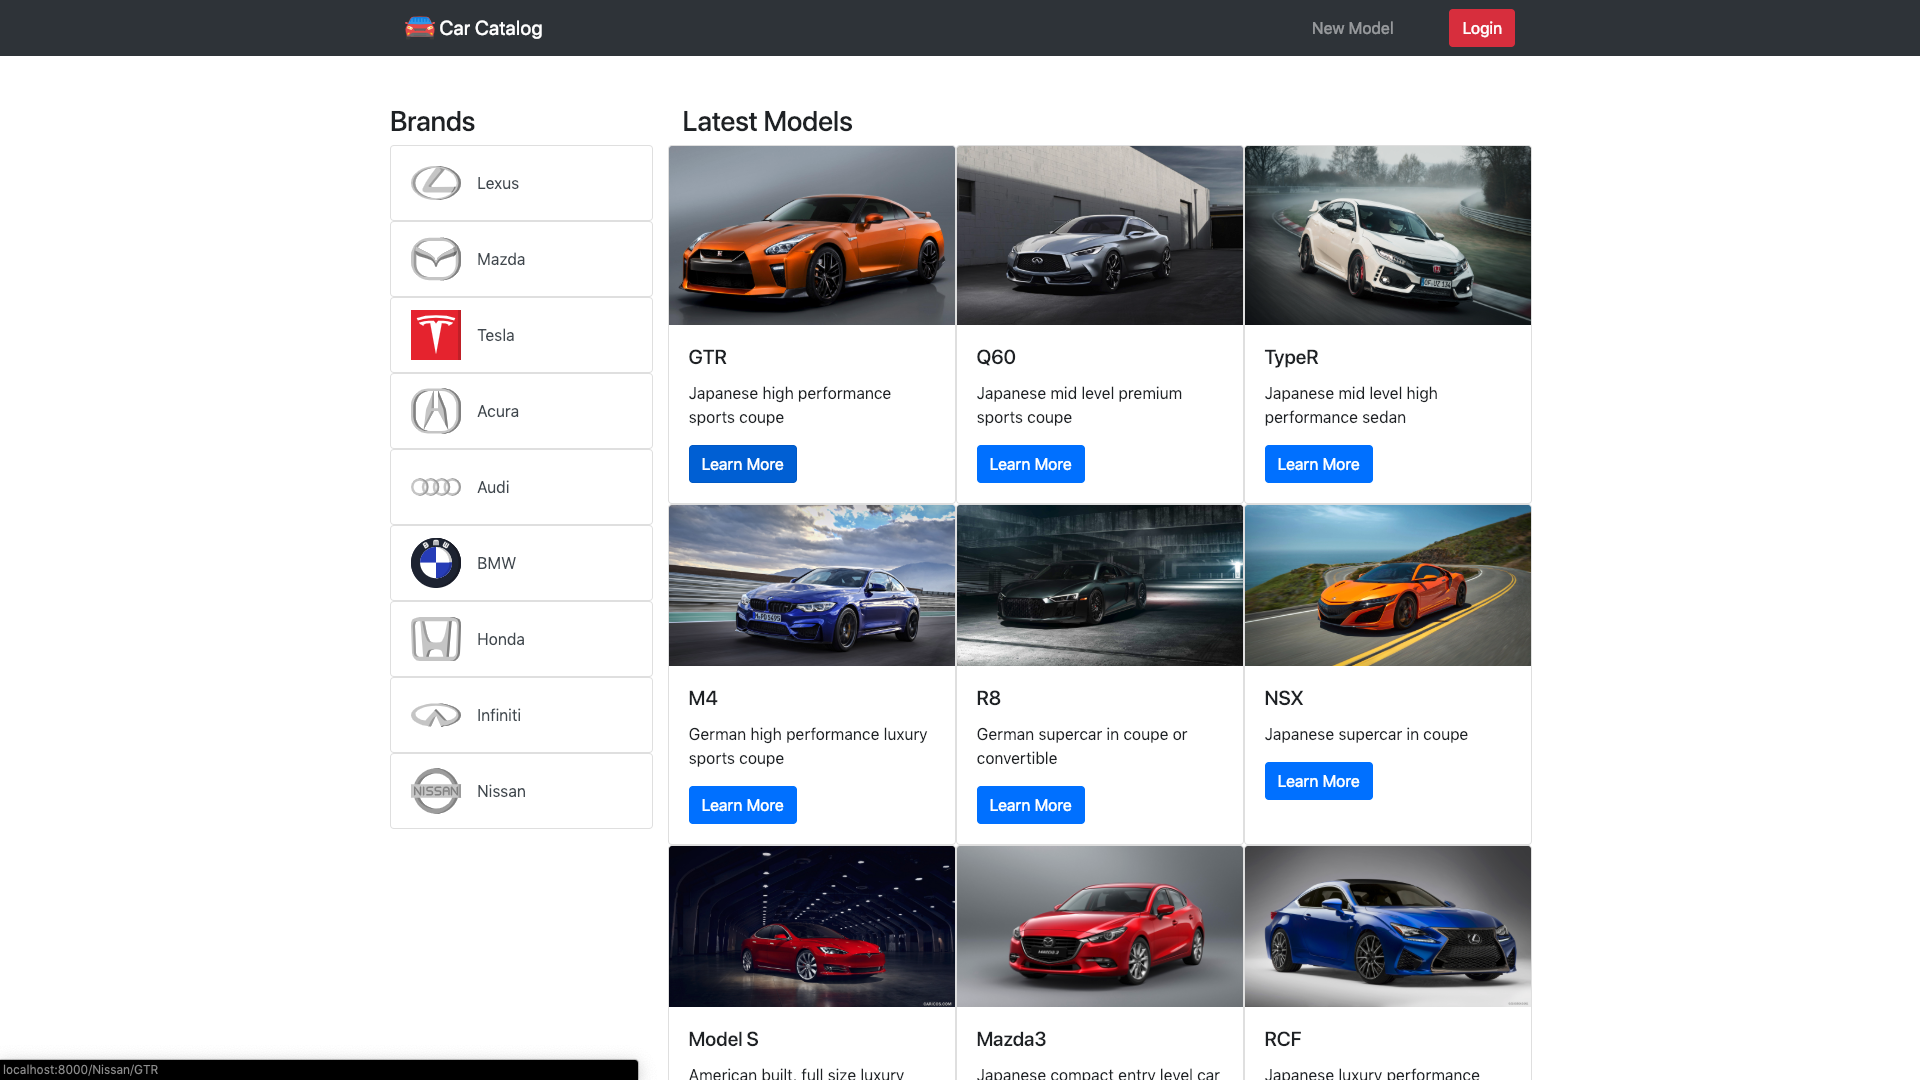 Car Catalog
New Model
Login
Brands
Lexus
Mazda
Tesla
Acura
Audi
BMW
Honda
Infiniti
NISSAN
Nissan
Latest Models
GTR
Japanese high performance
sports coupe
Learn More
Q60
Japanese mid level premium
sports coupe
Learn More
TypeR
Japanese mid level high
performance sedan
Learn More
M4
German high performance luxury
sports coupe
Learn More
R8
German supercar in coupe or
convertible
Learn More
NSX
Japanese supercar in coupe
Learn More
Model S
American built, full size luxury
Mazda3
Japanese compact entry level car
RCF
Japanese luxury performance
localhost:8000/Nissan/GTR